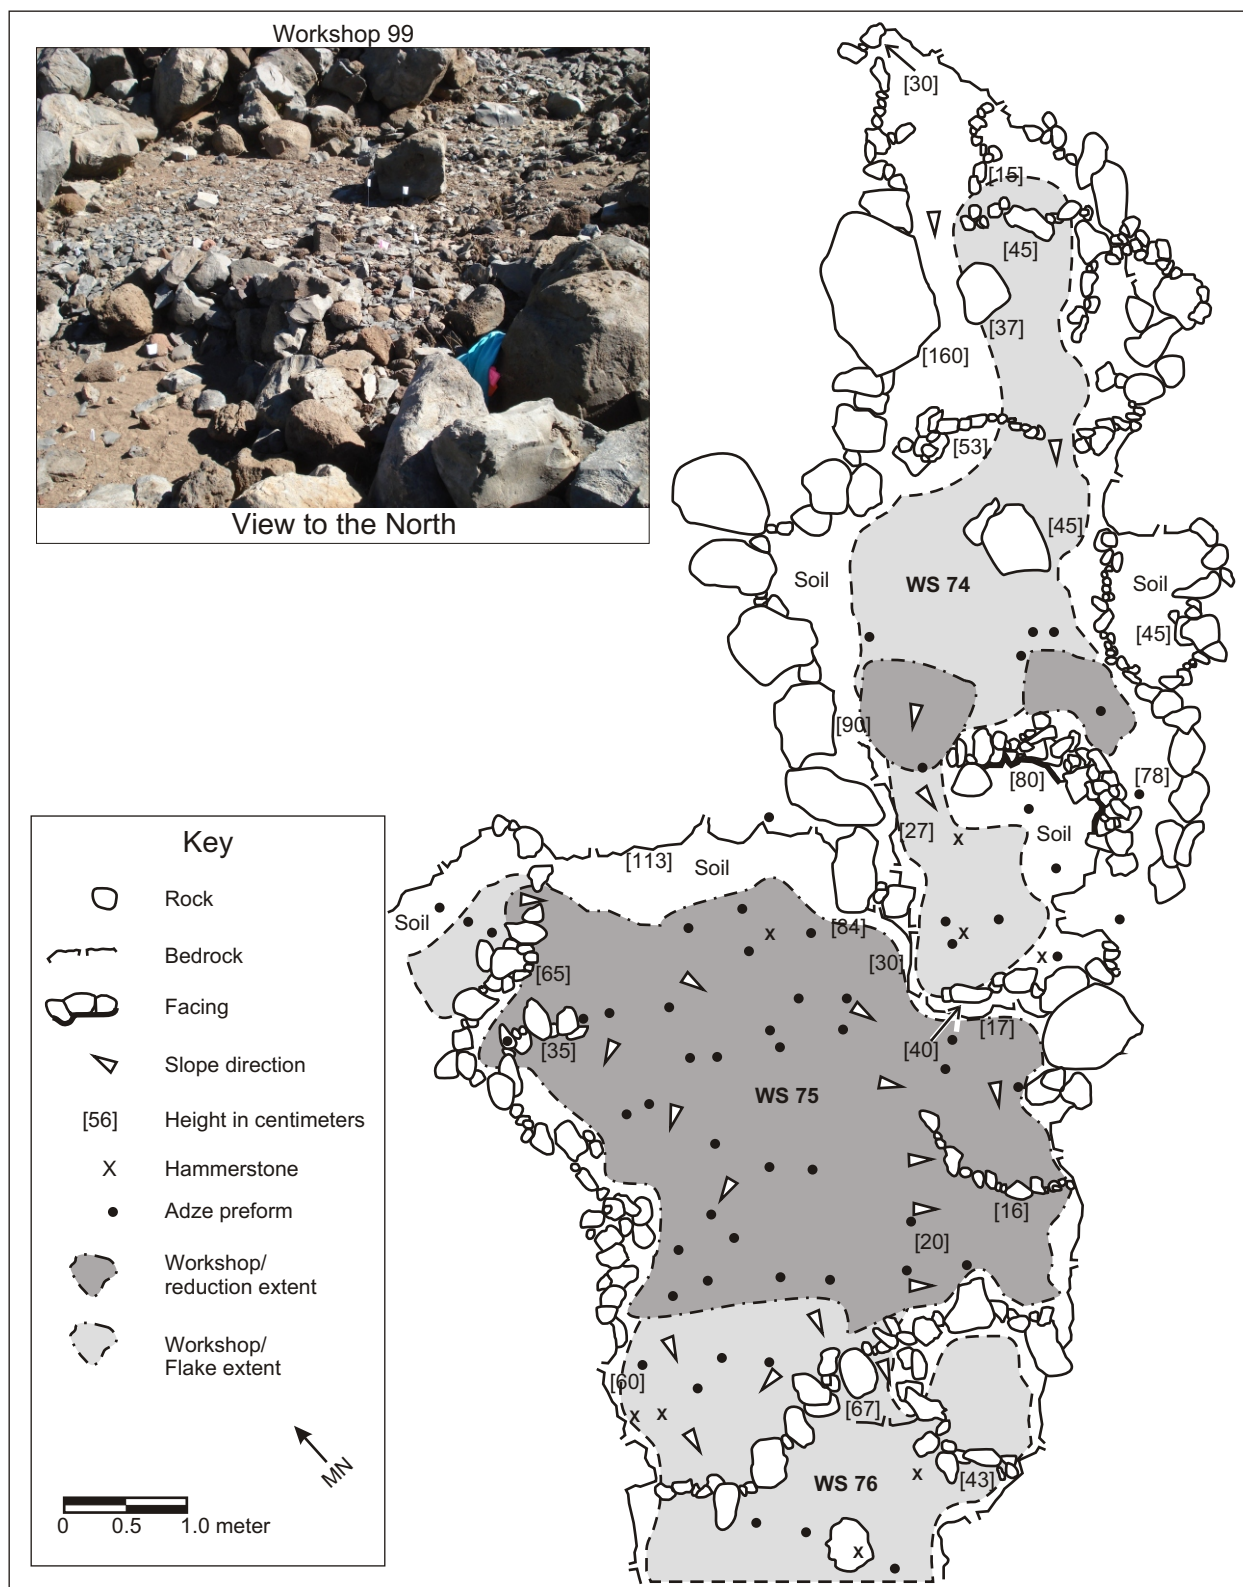 Workshop 99
View to the North
[30]
[15]
[45]
[37]
[160]
[53]
[45]
Soil
WS 74
Soil
[45]
[90]
[80]
[78]
[27]
X
Soil
[113]
Soil
Soil
[84]
X
X
[65]
[30]
X
[35]
[40]
[17]
WS 75
[16]
[20]
[60]
X
X
[67]
WS 76
X
[43]
X
Key
Rock
Bedrock
Facing
Slope direction
[56] Height in centimeters
X Hammerstone
Adze preform
Workshop/
reduction extent
Workshop/
Flake extent
MN
0 0.5 1.0 meter